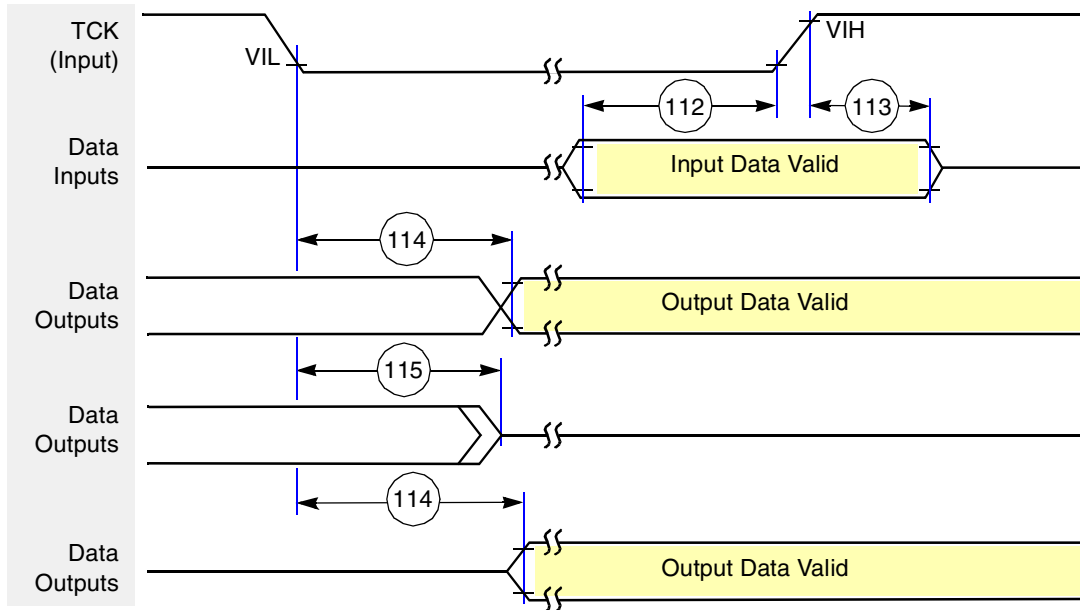 TCK
(Input)
VIL
VIH
112
113
Data
Inputs
Input Data Valid
114
Data
Outputs
Output Data Valid
115
Data
Outputs
114
Data
Outputs
Output Data Valid